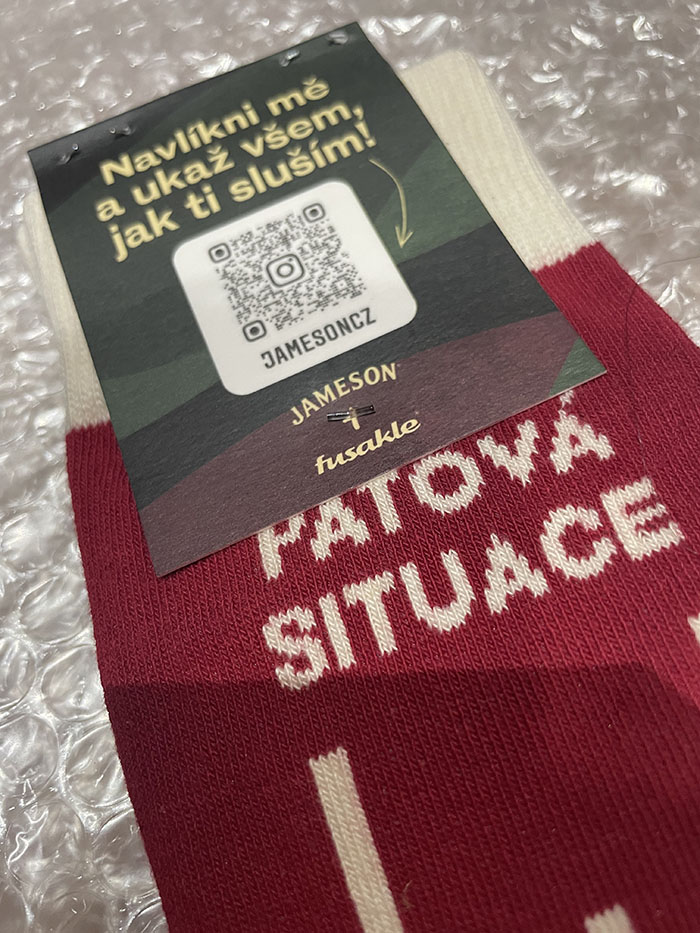 Navlíkni mě
a ukaž všem,
jak ti sluším!
JAMESONCZ
JAMESON
+
fusakle
PATOVÁ
SITUACE